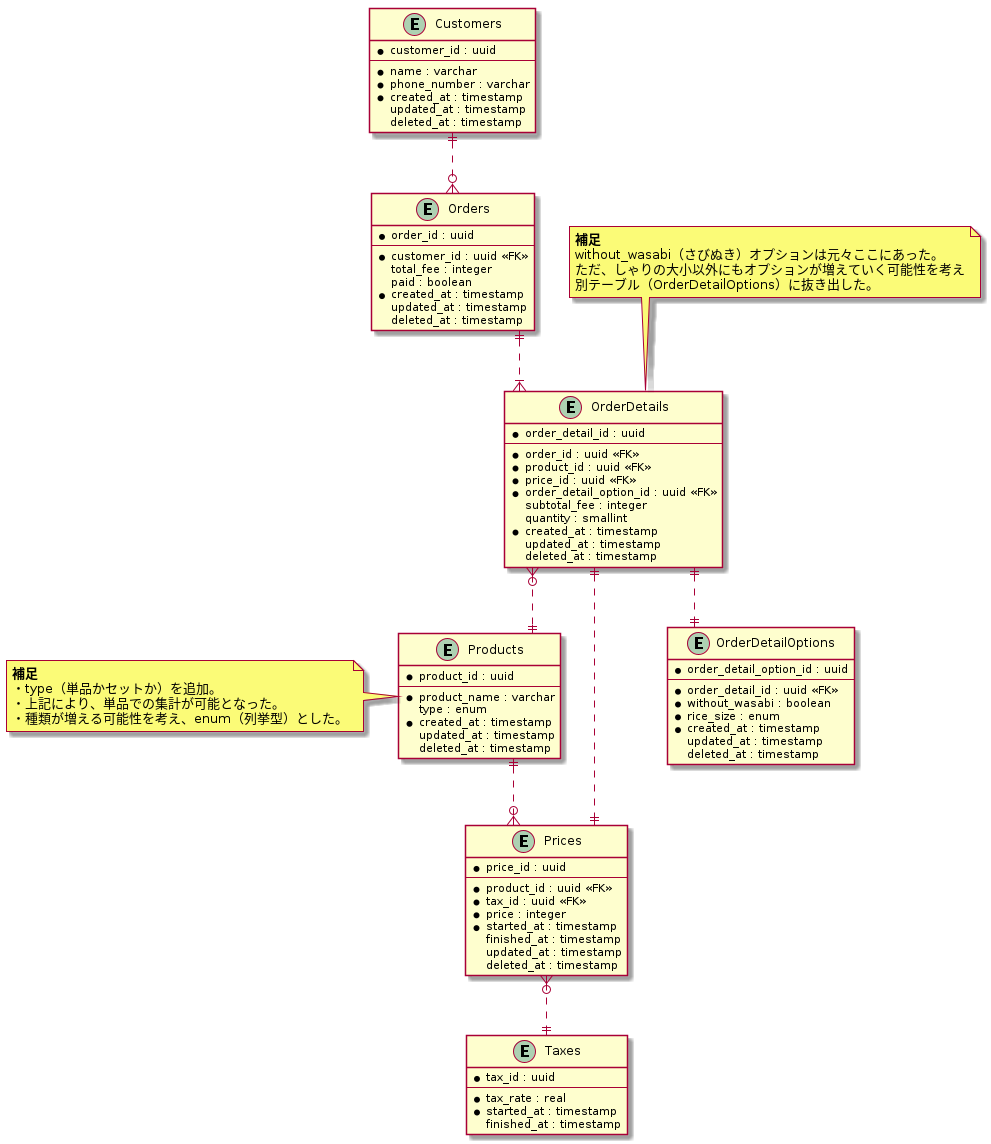 E Customers
customer_id : uuid
name : varchar
phone_number : varchar
created_at : timestamp
updated_at : timestamp
deleted_at : timestamp
E Orders
order_id : uuid
customer_id : uuid «FK»
total_fee : integer
paid : boolean
created_at : timestamp
updated_at : timestamp
deleted_at : timestamp
補足
without_wasabi（さびぬき）オプションは元々ここにあった。
ただ、しゃりの大小以外にもオプションが増えていく可能性を考え
別テーブル（OrderDetailOptions）に抜き出した。
E OrderDetails
order_detail_id : uuid
order_id : uuid «FK»
product_id : uuid «FK»
price_id : uuid «FK»
order_detail_option_id : uuid «FK»
subtotal_fee : integer
quantity : smallint
created_at : timestamp
updated_at : timestamp
deleted_at : timestamp
補足
・type（単品かセットか）を追加。
・上記により、単品での集計が可能となった。
・種類が増える可能性を考え、enum（列挙型）とした。
E Products
product_id : uuid
product_name : varchar
type : enum
created_at : timestamp
updated_at : timestamp
deleted_at : timestamp
E OrderDetailOptions
order_detail_option_id : uuid
order_detail_id : uuid «FK»
without_wasabi : boolean
rice_size : enum
created_at : timestamp
updated_at : timestamp
deleted_at : timestamp
E Prices
price_id : uuid
product_id : uuid «FK»
tax_id : uuid «FK»
price : integer
started_at : timestamp
finished_at : timestamp
updated_at : timestamp
deleted_at : timestamp
E Taxes
tax_id : uuid
tax_rate : real
started_at : timestamp
finished_at : timestamp